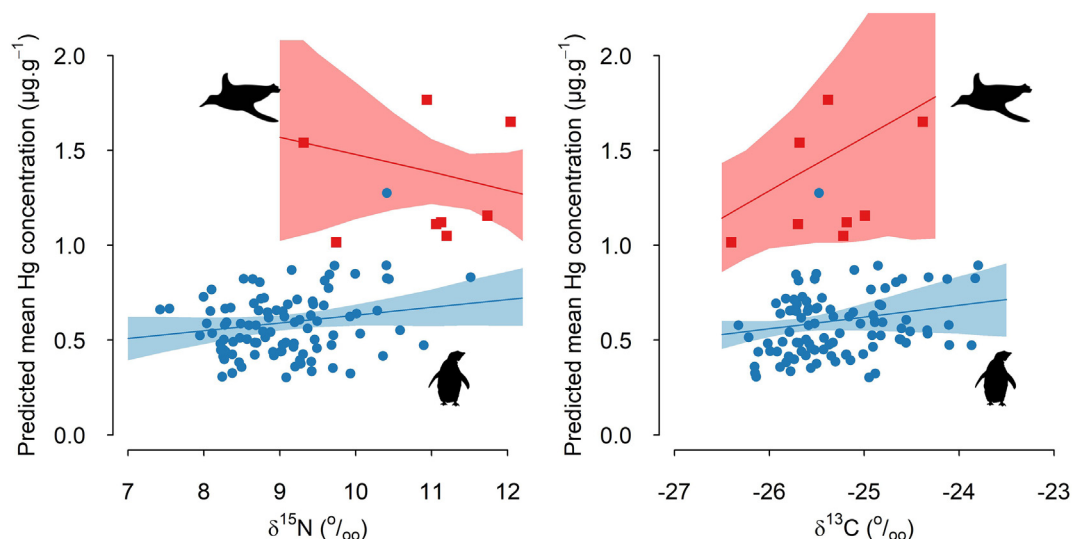 Predicted mean Hg concentration (µg.g⁻¹)
2.0
1.5
1.0
0.5
0.0
7 8 9 10 11 12
δ¹⁵N (º/ₒₒ)
Predicted mean Hg concentration (µg.g⁻¹)
2.0
1.5
1.0
0.5
0.0
-27 -26 -25 -24 -23
δ¹³C (º/ₒₒ)